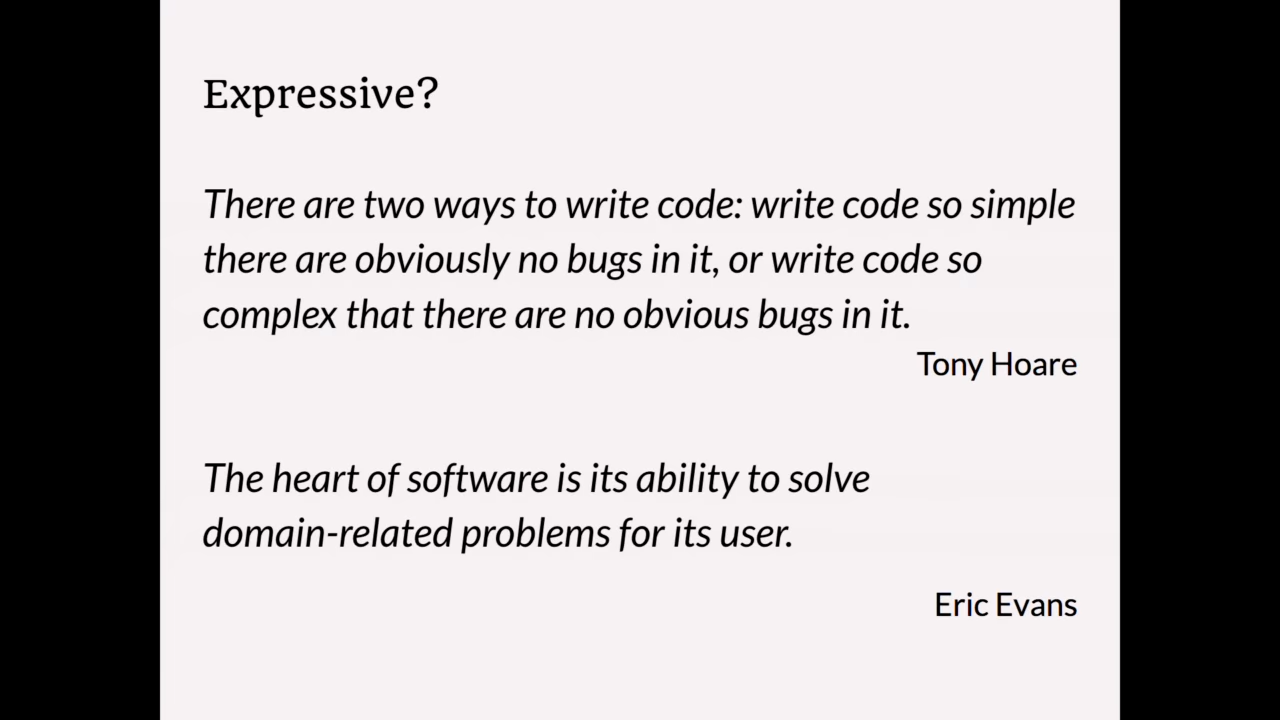 Expressive?
There are two ways to write code: write code so simple
there are obviously no bugs in it, or write code so
complex that there are no obvious bugs in it.
Tony Hoare
The heart of software is its ability to solve
domain-related problems for its user.
Eric Evans